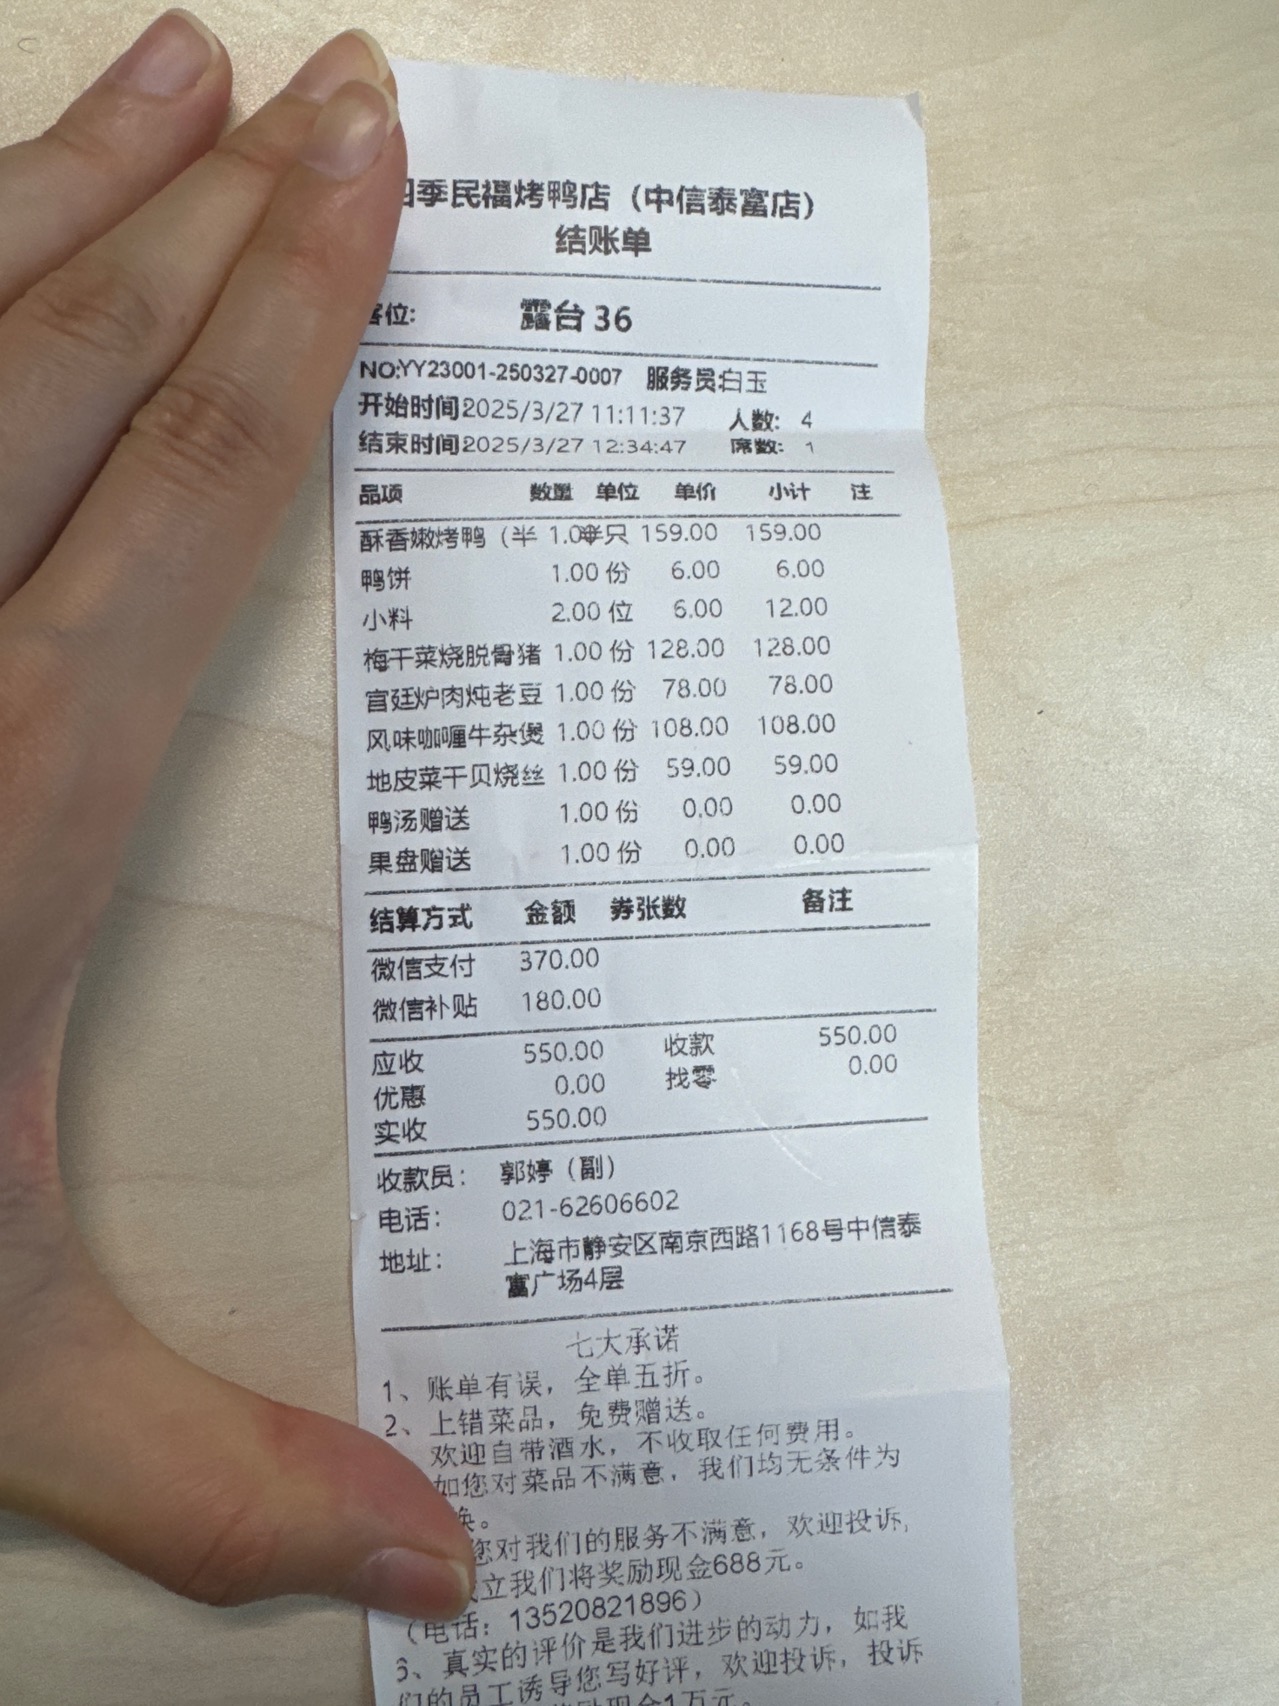 季民福烤鸭店（中信泰富店）
结账单
客位: 露台 36
NO:YY23001-250327-0007 服务员:白玉
开始时间2025/3/27 11:11:37 人数: 4
结束时间2025/3/27 12:34:47 席数: 1
品项 数量 单位 单价 小计 注
酥香嫩烤鸭（半 1.00半只 159.00 159.00
鸭饼 1.00 份 6.00 6.00
小料 2.00 位 6.00 12.00
梅干菜烧脱骨猪 1.00 份 128.00 128.00
宫廷炉肉炖老豆 1.00 份 78.00 78.00
风味咖喱牛杂煲 1.00 份 108.00 108.00
地皮菜干贝烧丝 1.00 份 59.00 59.00
鸭汤赠送 1.00 份 0.00 0.00
果盘赠送 1.00 份 0.00 0.00
结算方式 金额 券张数 备注
微信支付 370.00
微信补贴 180.00
应收 550.00 收款 550.00
优惠 0.00 找零 0.00
实收 550.00
收款员: 郭婷（副）
电话: 021-62606602
地址: 上海市静安区南京西路1168号中信泰
富广场4层
七大承诺
1、账单有误，全单五折。
2、上错菜品，免费赠送。
欢迎自带酒水，不收取任何费用。
如您对菜品不满意，我们均无条件为
换。
您对我们的服务不满意，欢迎投诉，
立我们将奖励现金688元。
（电话：13520821896）
6、真实的评价是我们进步的动力，如我
们的员工诱导您写好评，欢迎投诉，投诉
励现金1万元。